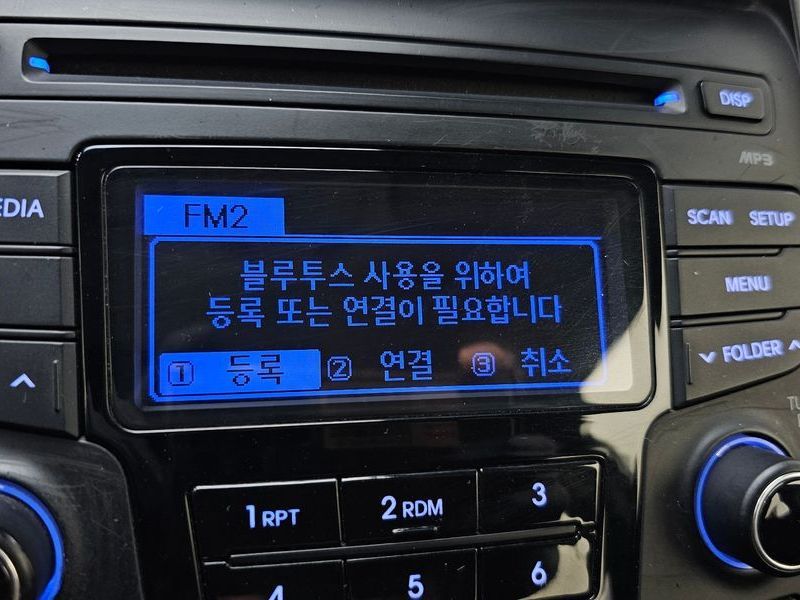 DISP
MP3
FM2
SCAN SETUP
블루투스 사용을 위하여
등록 또는 연결이 필요합니다
1 등록 2 연결 3 취소
MENU
FOLDER
1 RPT 2 RDM 3
4 5 6